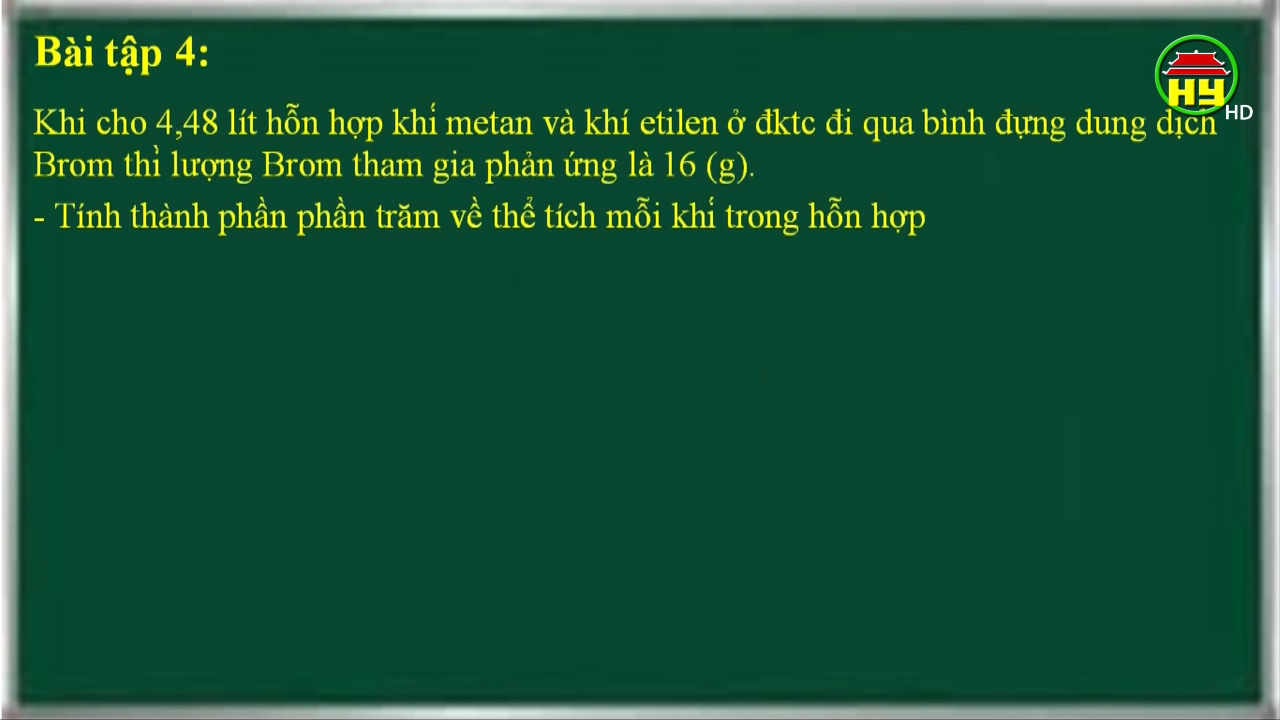 Bài tập 4:
HY HD
Khi cho 4,48 lít hỗn hợp khí metan và khí etilen ở đktc đi qua bình đựng dung dịch
Brom thì lượng Brom tham gia phản ứng là 16 (g).
- Tính thành phần phần trăm về thể tích mỗi khí trong hỗn hợp